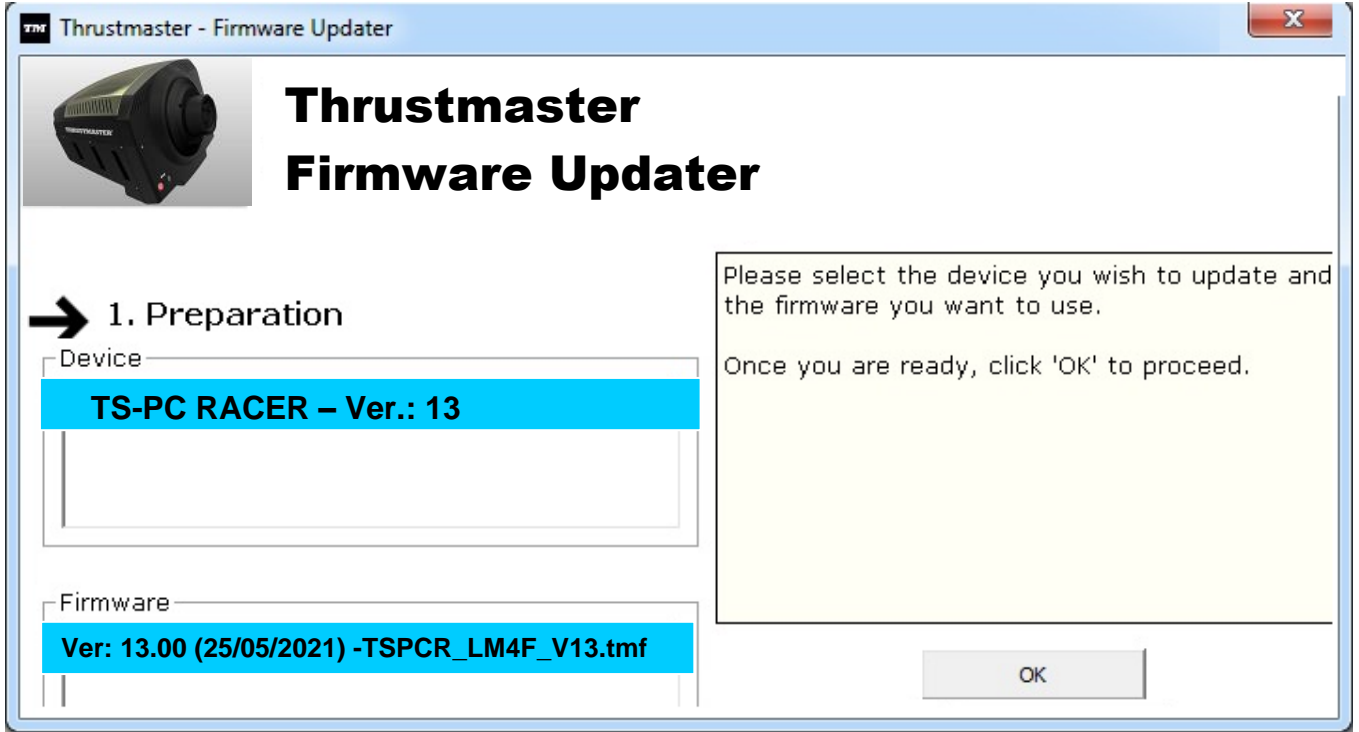 TM Thrustmaster - Firmware Updater
x
THRUSTMASTER
Thrustmaster
Firmware Updater
1. Preparation
Device
TS-PC RACER – Ver.: 13
Firmware
Ver: 13.00 (25/05/2021) -TSPCR_LM4F_V13.tmf
Please select the device you wish to update and
the firmware you want to use.
Once you are ready, click 'OK' to proceed.
OK